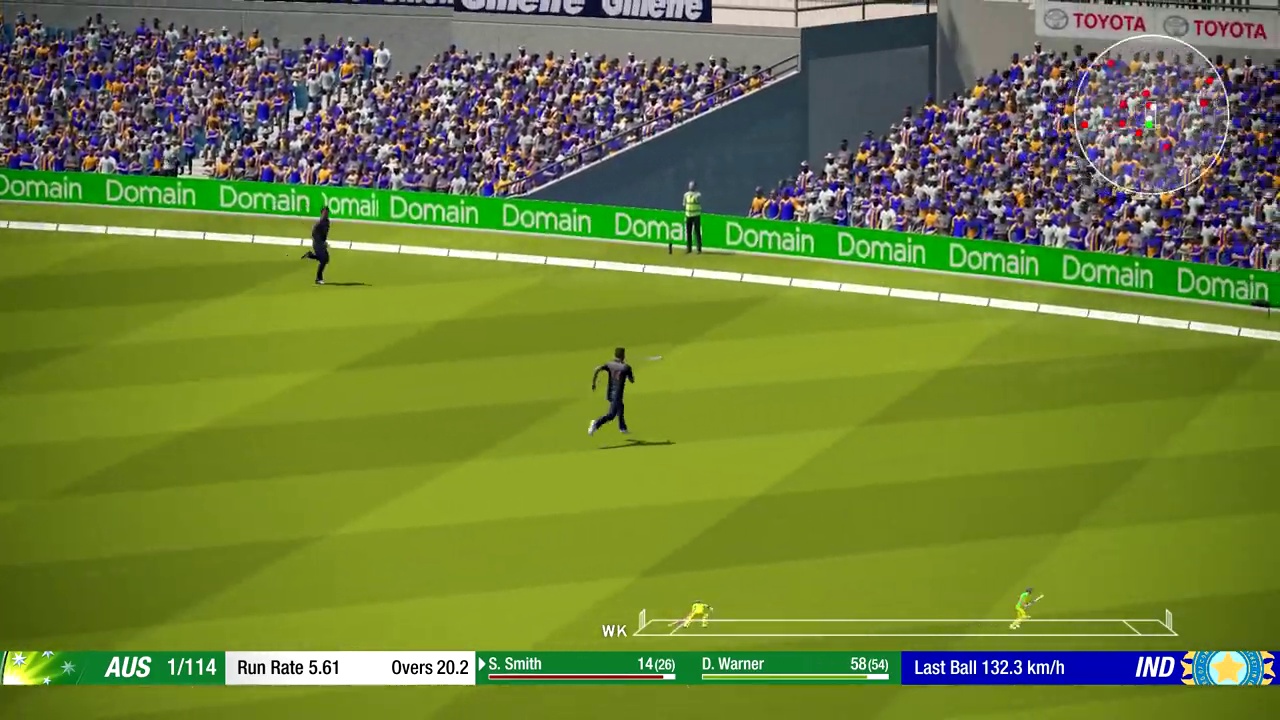 Gillette Gillette
TOYOTA TOYOTA
Domain Domain Domain Domain Domain Domain Domain Domain Domain Domain Domain
WK
AUS 1/114 Run Rate 5.61 Overs 20.2 S. Smith 14(26) D. Warner 58(54) Last Ball 132.3 km/h IND